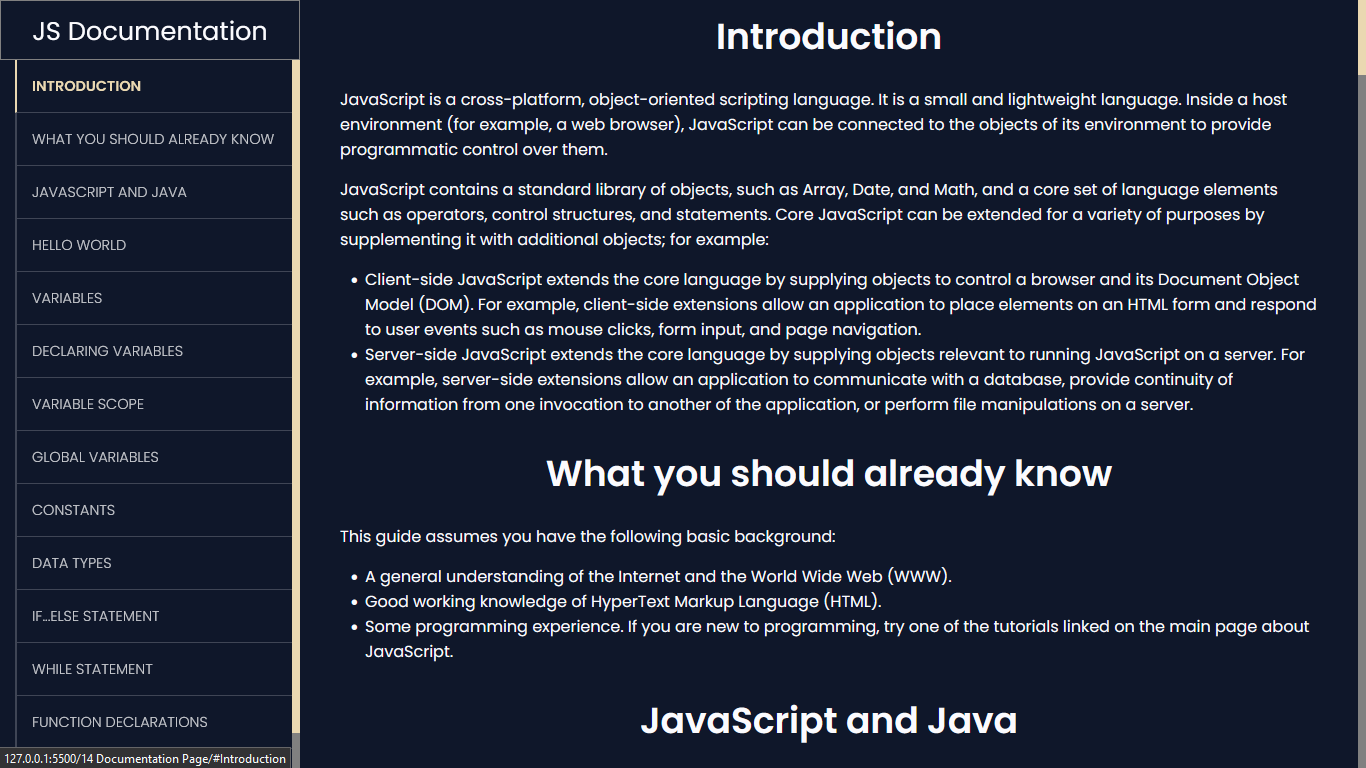 JS Documentation
INTRODUCTION
WHAT YOU SHOULD ALREADY KNOW
JAVASCRIPT AND JAVA
HELLO WORLD
VARIABLES
DECLARING VARIABLES
VARIABLE SCOPE
GLOBAL VARIABLES
CONSTANTS
DATA TYPES
IF...ELSE STATEMENT
WHILE STATEMENT
FUNCTION DECLARATIONS
127.0.0.1:5500/14 Documentation Page/#Introduction
Introduction
JavaScript is a cross-platform, object-oriented scripting language. It is a small and lightweight language. Inside a host
environment (for example, a web browser), JavaScript can be connected to the objects of its environment to provide
programmatic control over them.
JavaScript contains a standard library of objects, such as Array, Date, and Math, and a core set of language elements
such as operators, control structures, and statements. Core JavaScript can be extended for a variety of purposes by
supplementing it with additional objects; for example:
• Client-side JavaScript extends the core language by supplying objects to control a browser and its Document Object
Model (DOM). For example, client-side extensions allow an application to place elements on an HTML form and respond
to user events such as mouse clicks, form input, and page navigation.
• Server-side JavaScript extends the core language by supplying objects relevant to running JavaScript on a server. For
example, server-side extensions allow an application to communicate with a database, provide continuity of
information from one invocation to another of the application, or perform file manipulations on a server.
What you should already know
This guide assumes you have the following basic background:
• A general understanding of the Internet and the World Wide Web (WWW).
• Good working knowledge of HyperText Markup Language (HTML).
• Some programming experience. If you are new to programming, try one of the tutorials linked on the main page about
JavaScript.
JavaScript and Java